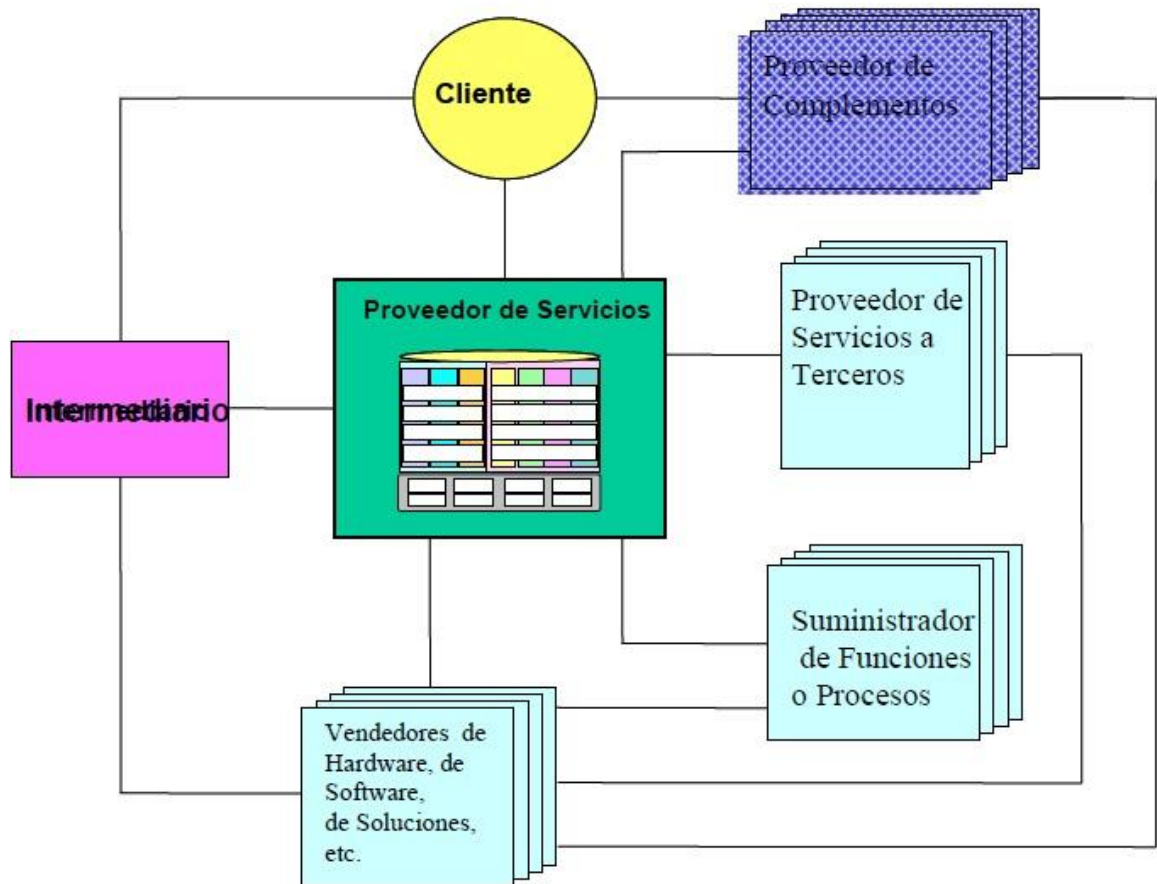 Cliente
Proveedor de
Complementos
Proveedor de Servicios
Proveedor de
Servicios a
Terceros
Intermediario
Suministrador
de Funciones
o Procesos
Vendedores de
Hardware, de
Software,
de Soluciones,
etc.